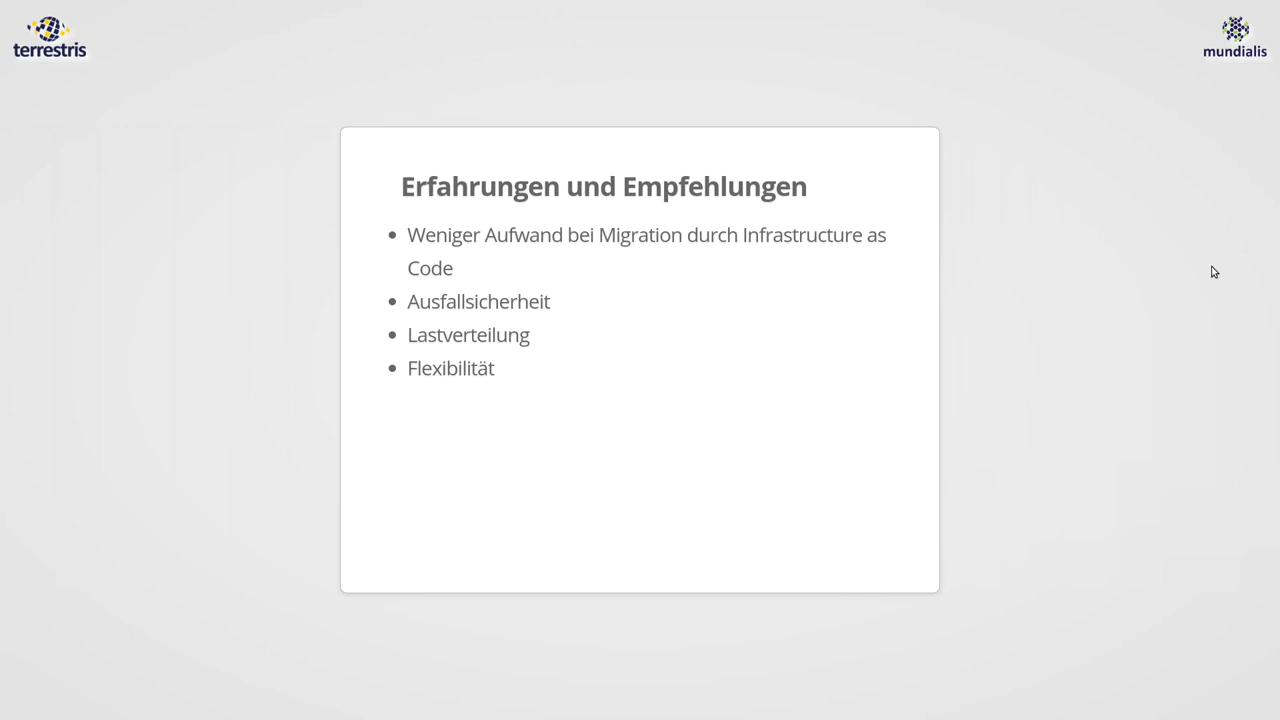 terrestris
mundialis
Erfahrungen und Empfehlungen
Weniger Aufwand bei Migration durch Infrastructure as
Code
Ausfallsicherheit
Lastverteilung
Flexibilität